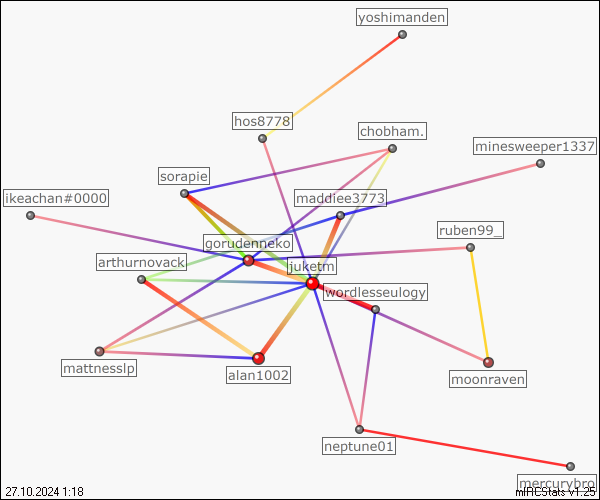 yoshimanden
hos8778
chobham.
minesweeper1337
sorapie
ikeachan#0000
maddiee3773
ruben99_
gorudenneko
arthurnovack
juketm
wordlesseulogy
mattnesslp
alan1002
moonraven
neptune01
mercurybro
27.10.2024 1:18
mIRCStats v1.25